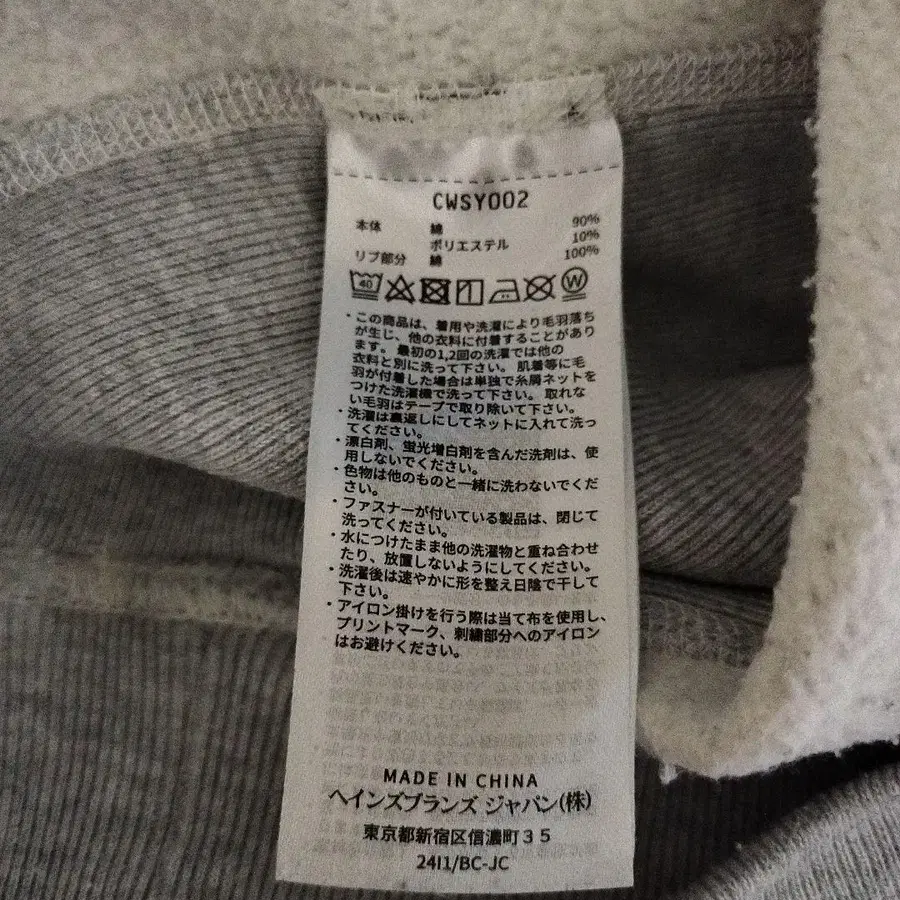 CWSY002
本体 綿 90%
ポリエステル 10%
リブ部分 綿 100%
40 W
・この商品は、着用や洗濯により毛羽落ち
が生じ、他の衣料に付着することがあり
ます。最初の1,2回の洗濯では他の
衣料と別に洗って下さい。肌着等に毛
羽が付着した場合は単独で糸屑ネットを
つけた洗濯機で洗って下さい。取れな
い毛羽はテープで取り除いて下さい。
・洗濯は裏返しにしてネットに入れて洗っ
てください。
・漂白剤、蛍光増白剤を含んだ洗剤は、使
用しないでください。
・色物は他のものと一緒に洗わないでくだ
さい。
・ファスナーが付いている製品は、閉じて
洗ってください。
・水につけたまま他の洗濯物と重ね合わせ
たり、放置しないようにしてください。
・洗濯後は速やかに形を整え日陰で干して
下さい。
・アイロン掛けを行う際は当て布を使用し、
プリントマーク、刺繍部分へのアイロン
はお避けください。
MADE IN CHINA
ヘインズブランズ ジャパン(株)
東京都新宿区信濃町35
24I1/BC-JC